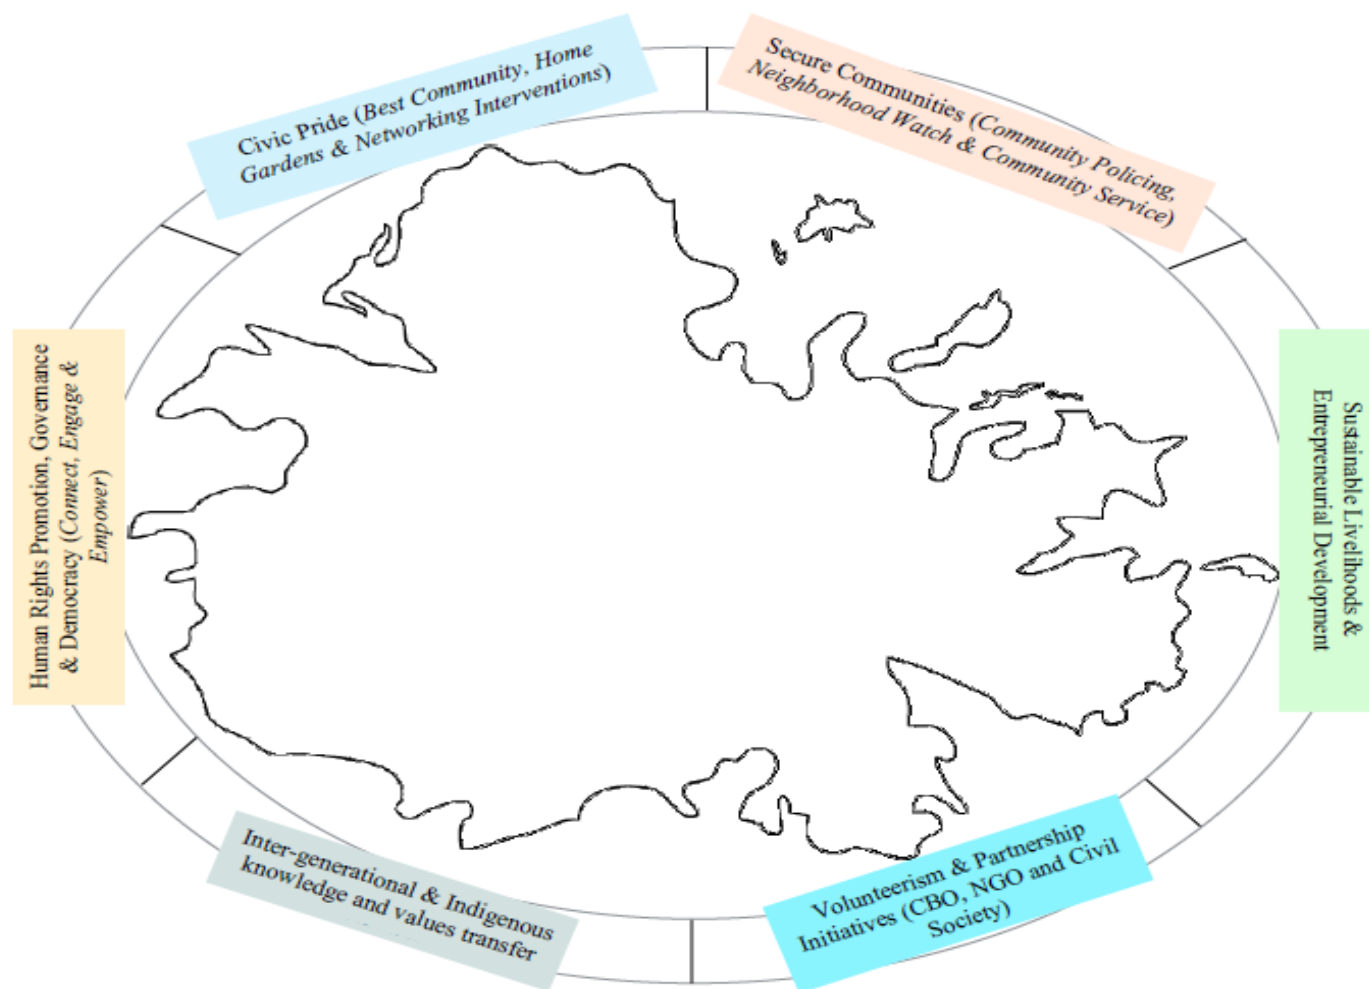 Civic Pride (Best Community, Home
Gardens & Networking Interventions)
Secure Communities (Community Policing,
Neighborhood Watch & Community Service)
Human Rights Promotion, Governance
& Democracy (Connect, Engage &
Empower)
Sustainable Livelihoods &
Entrepreneurial Development
Inter-generational & Indigenous
knowledge and values transfer
Volunteerism & Partnership
Initiatives (CBO, NGO and Civil
Society)